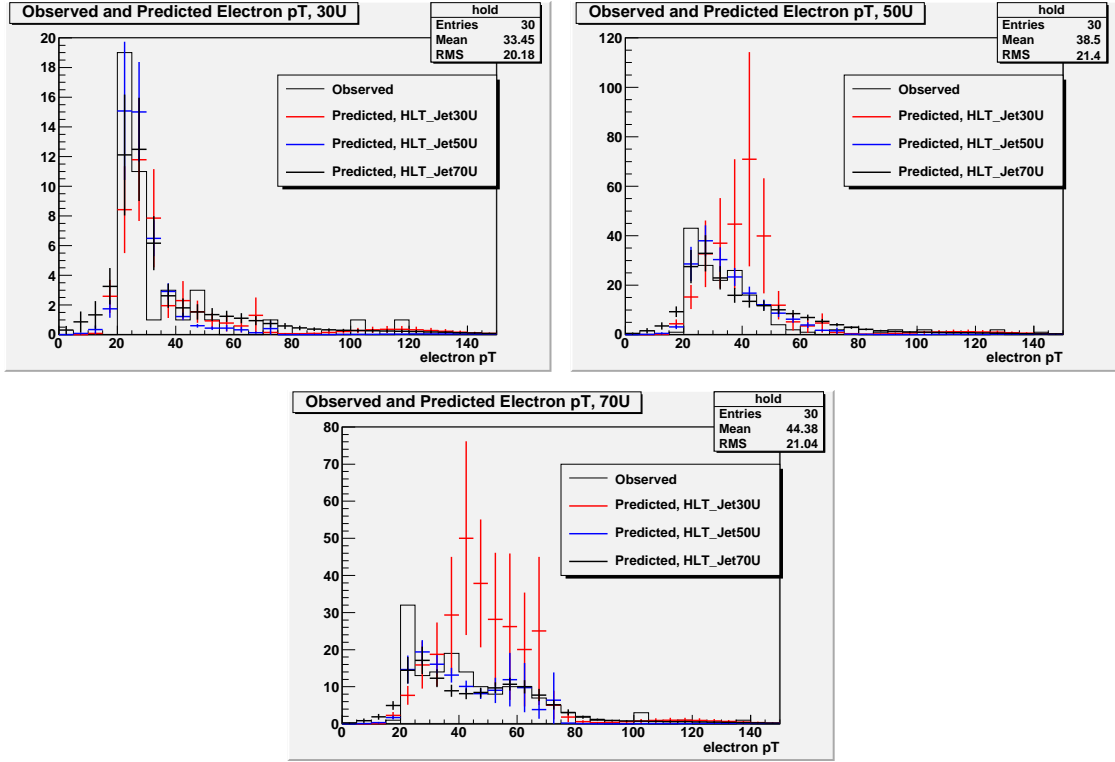 Observed and Predicted Electron pT, 30U
hold
Entries 30
Mean 33.45
RMS 20.18
Observed
Predicted, HLT_Jet30U
Predicted, HLT_Jet50U
Predicted, HLT_Jet70U
20
18
16
14
12
10
8
6
4
2
0
0 20 40 60 80 100 120 140
electron pT
Observed and Predicted Electron pT, 50U
hold
Entries 30
Mean 38.5
RMS 21.4
Observed
Predicted, HLT_Jet30U
Predicted, HLT_Jet50U
Predicted, HLT_Jet70U
120
100
80
60
40
20
0
0 20 40 60 80 100 120 140
electron pT
Observed and Predicted Electron pT, 70U
hold
Entries 30
Mean 44.38
RMS 21.04
Observed
Predicted, HLT_Jet30U
Predicted, HLT_Jet50U
Predicted, HLT_Jet70U
80
70
60
50
40
30
20
10
0
0 20 40 60 80 100 120 140
electron pT